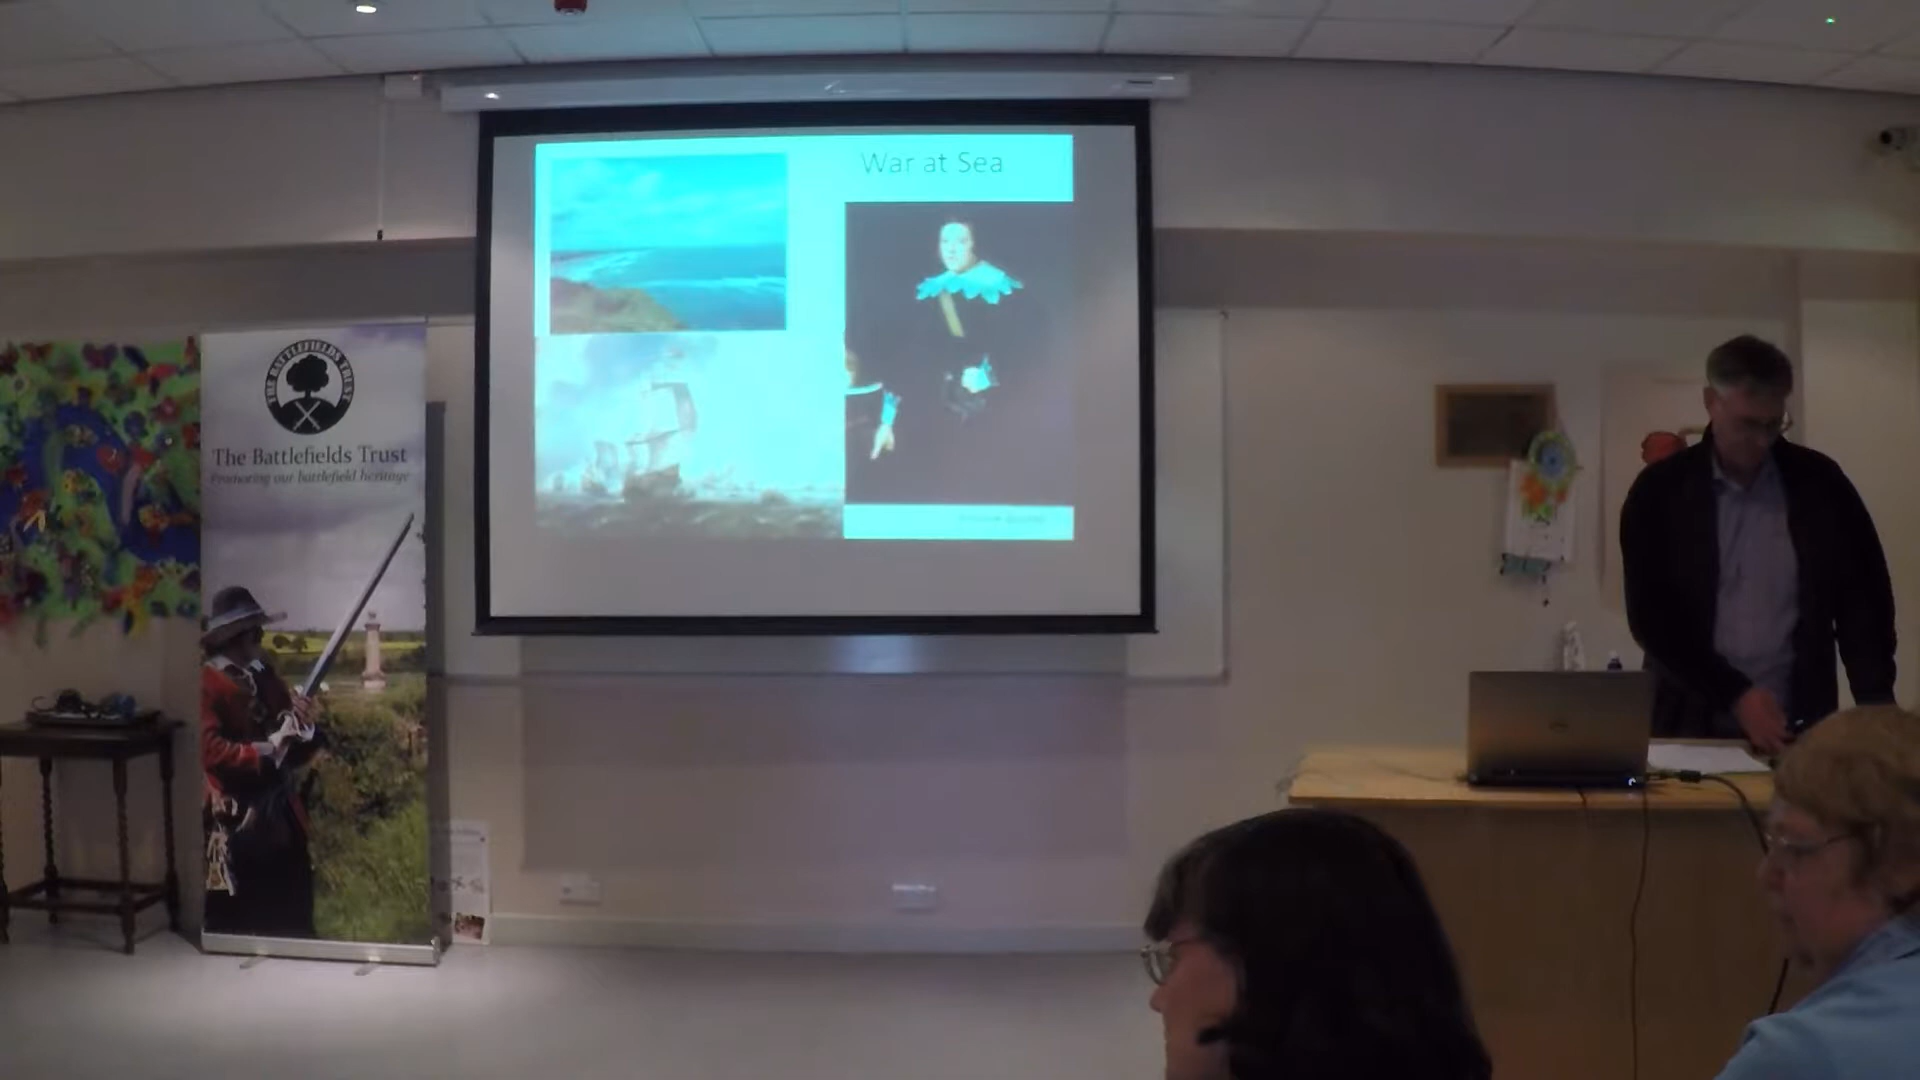 War at Sea
THE BATTLEFIELDS TRUST
The Battlefields Trust
Promoting our battlefield heritage